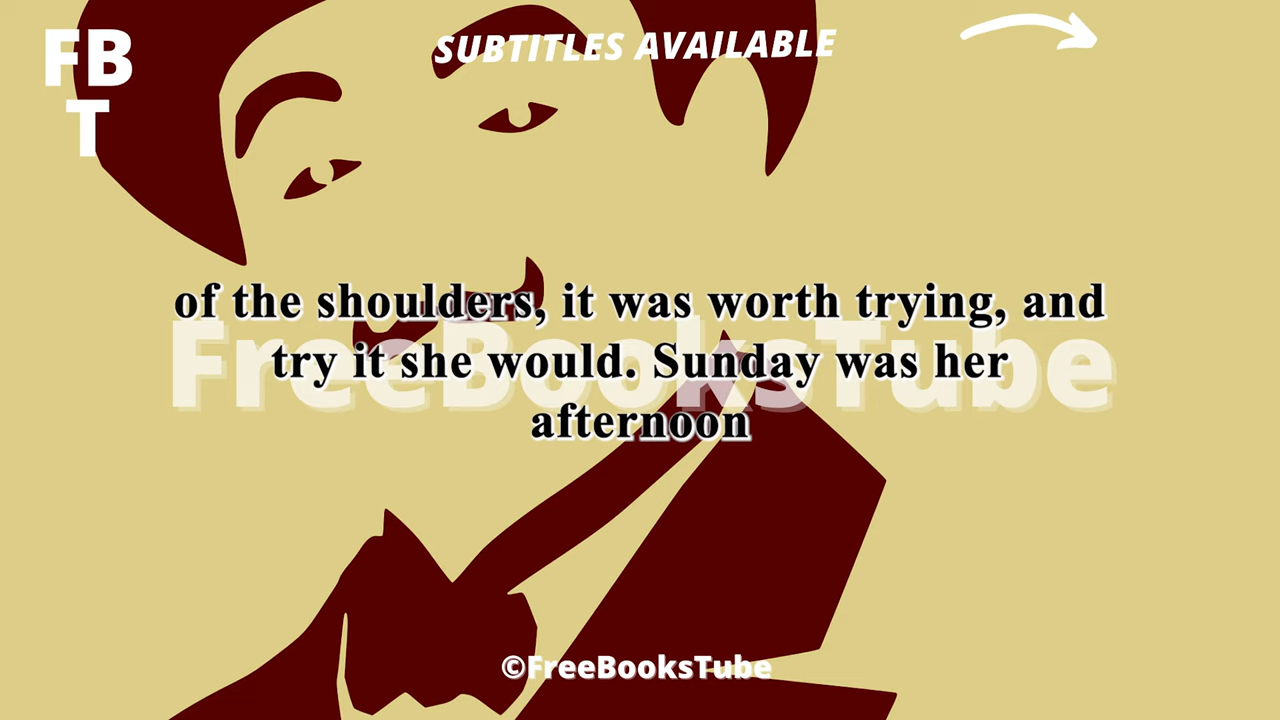 FB
T
SUBTITLES AVAILABLE
of the shoulders, it was worth trying, and
try it she would. Sunday was her
afternoon
FreeBooksTube
©FreeBooksTube